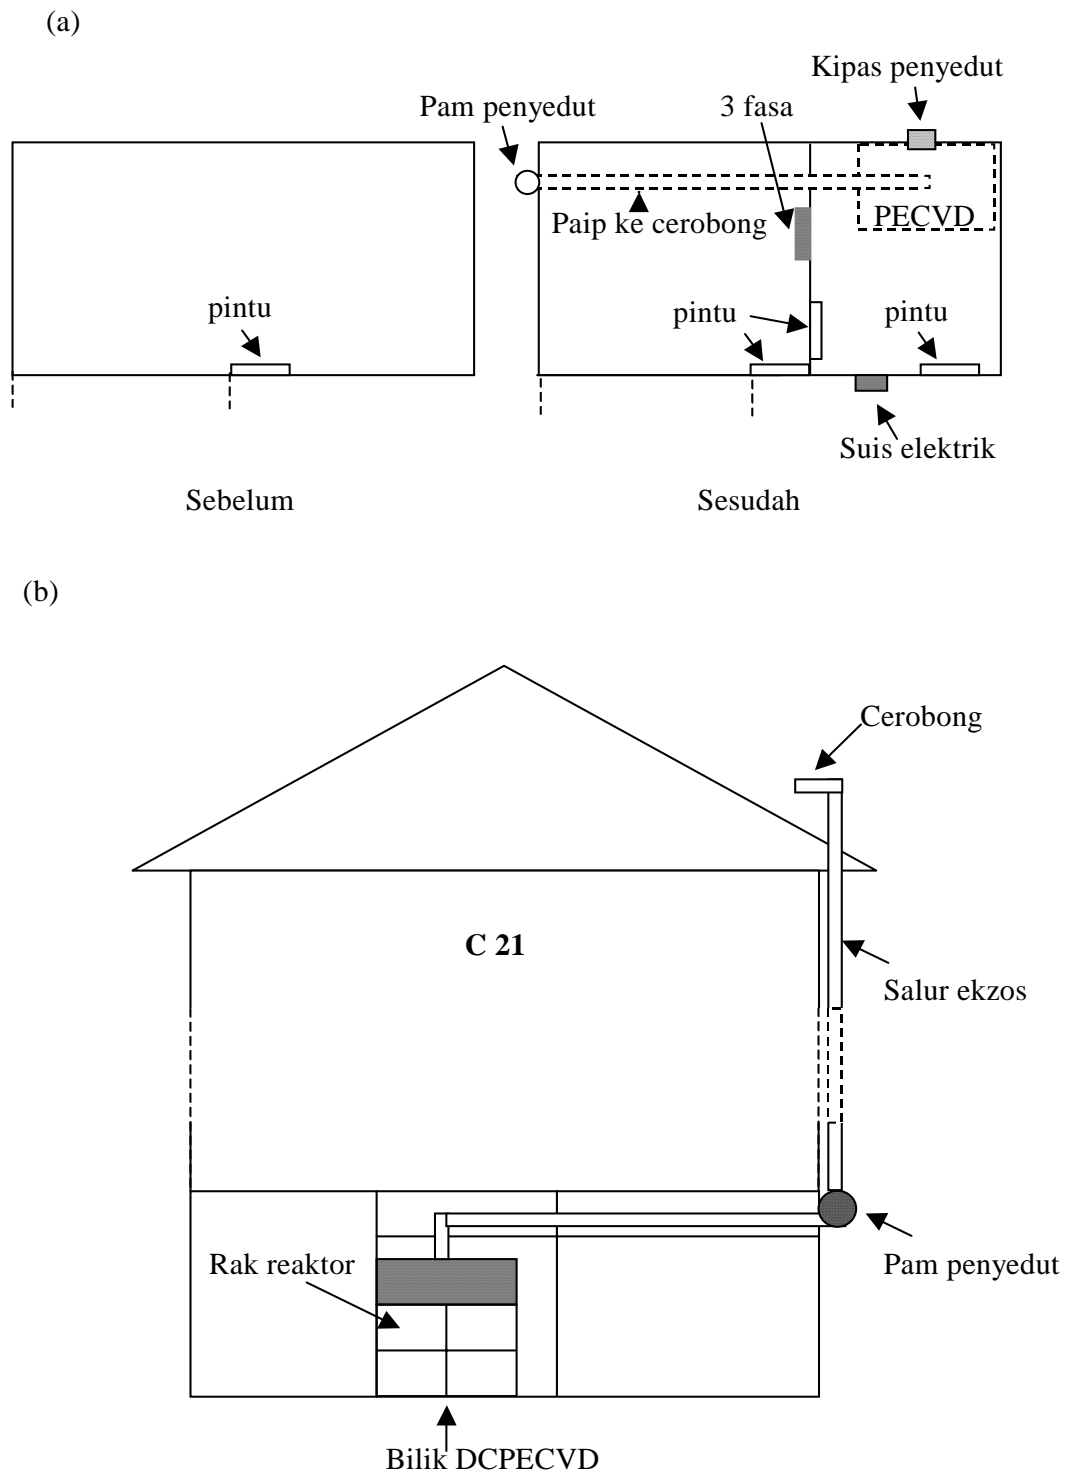 (a)
Kipas penyedut
Pam penyedut
3 fasa
Paip ke cerobong
PECVD
pintu
pintu
pintu
Suis elektrik
Sebelum
Sesudah
(b)
Cerobong
C 21
Salur ekzos
Rak reaktor
Pam penyedut
Bilik DCPECVD